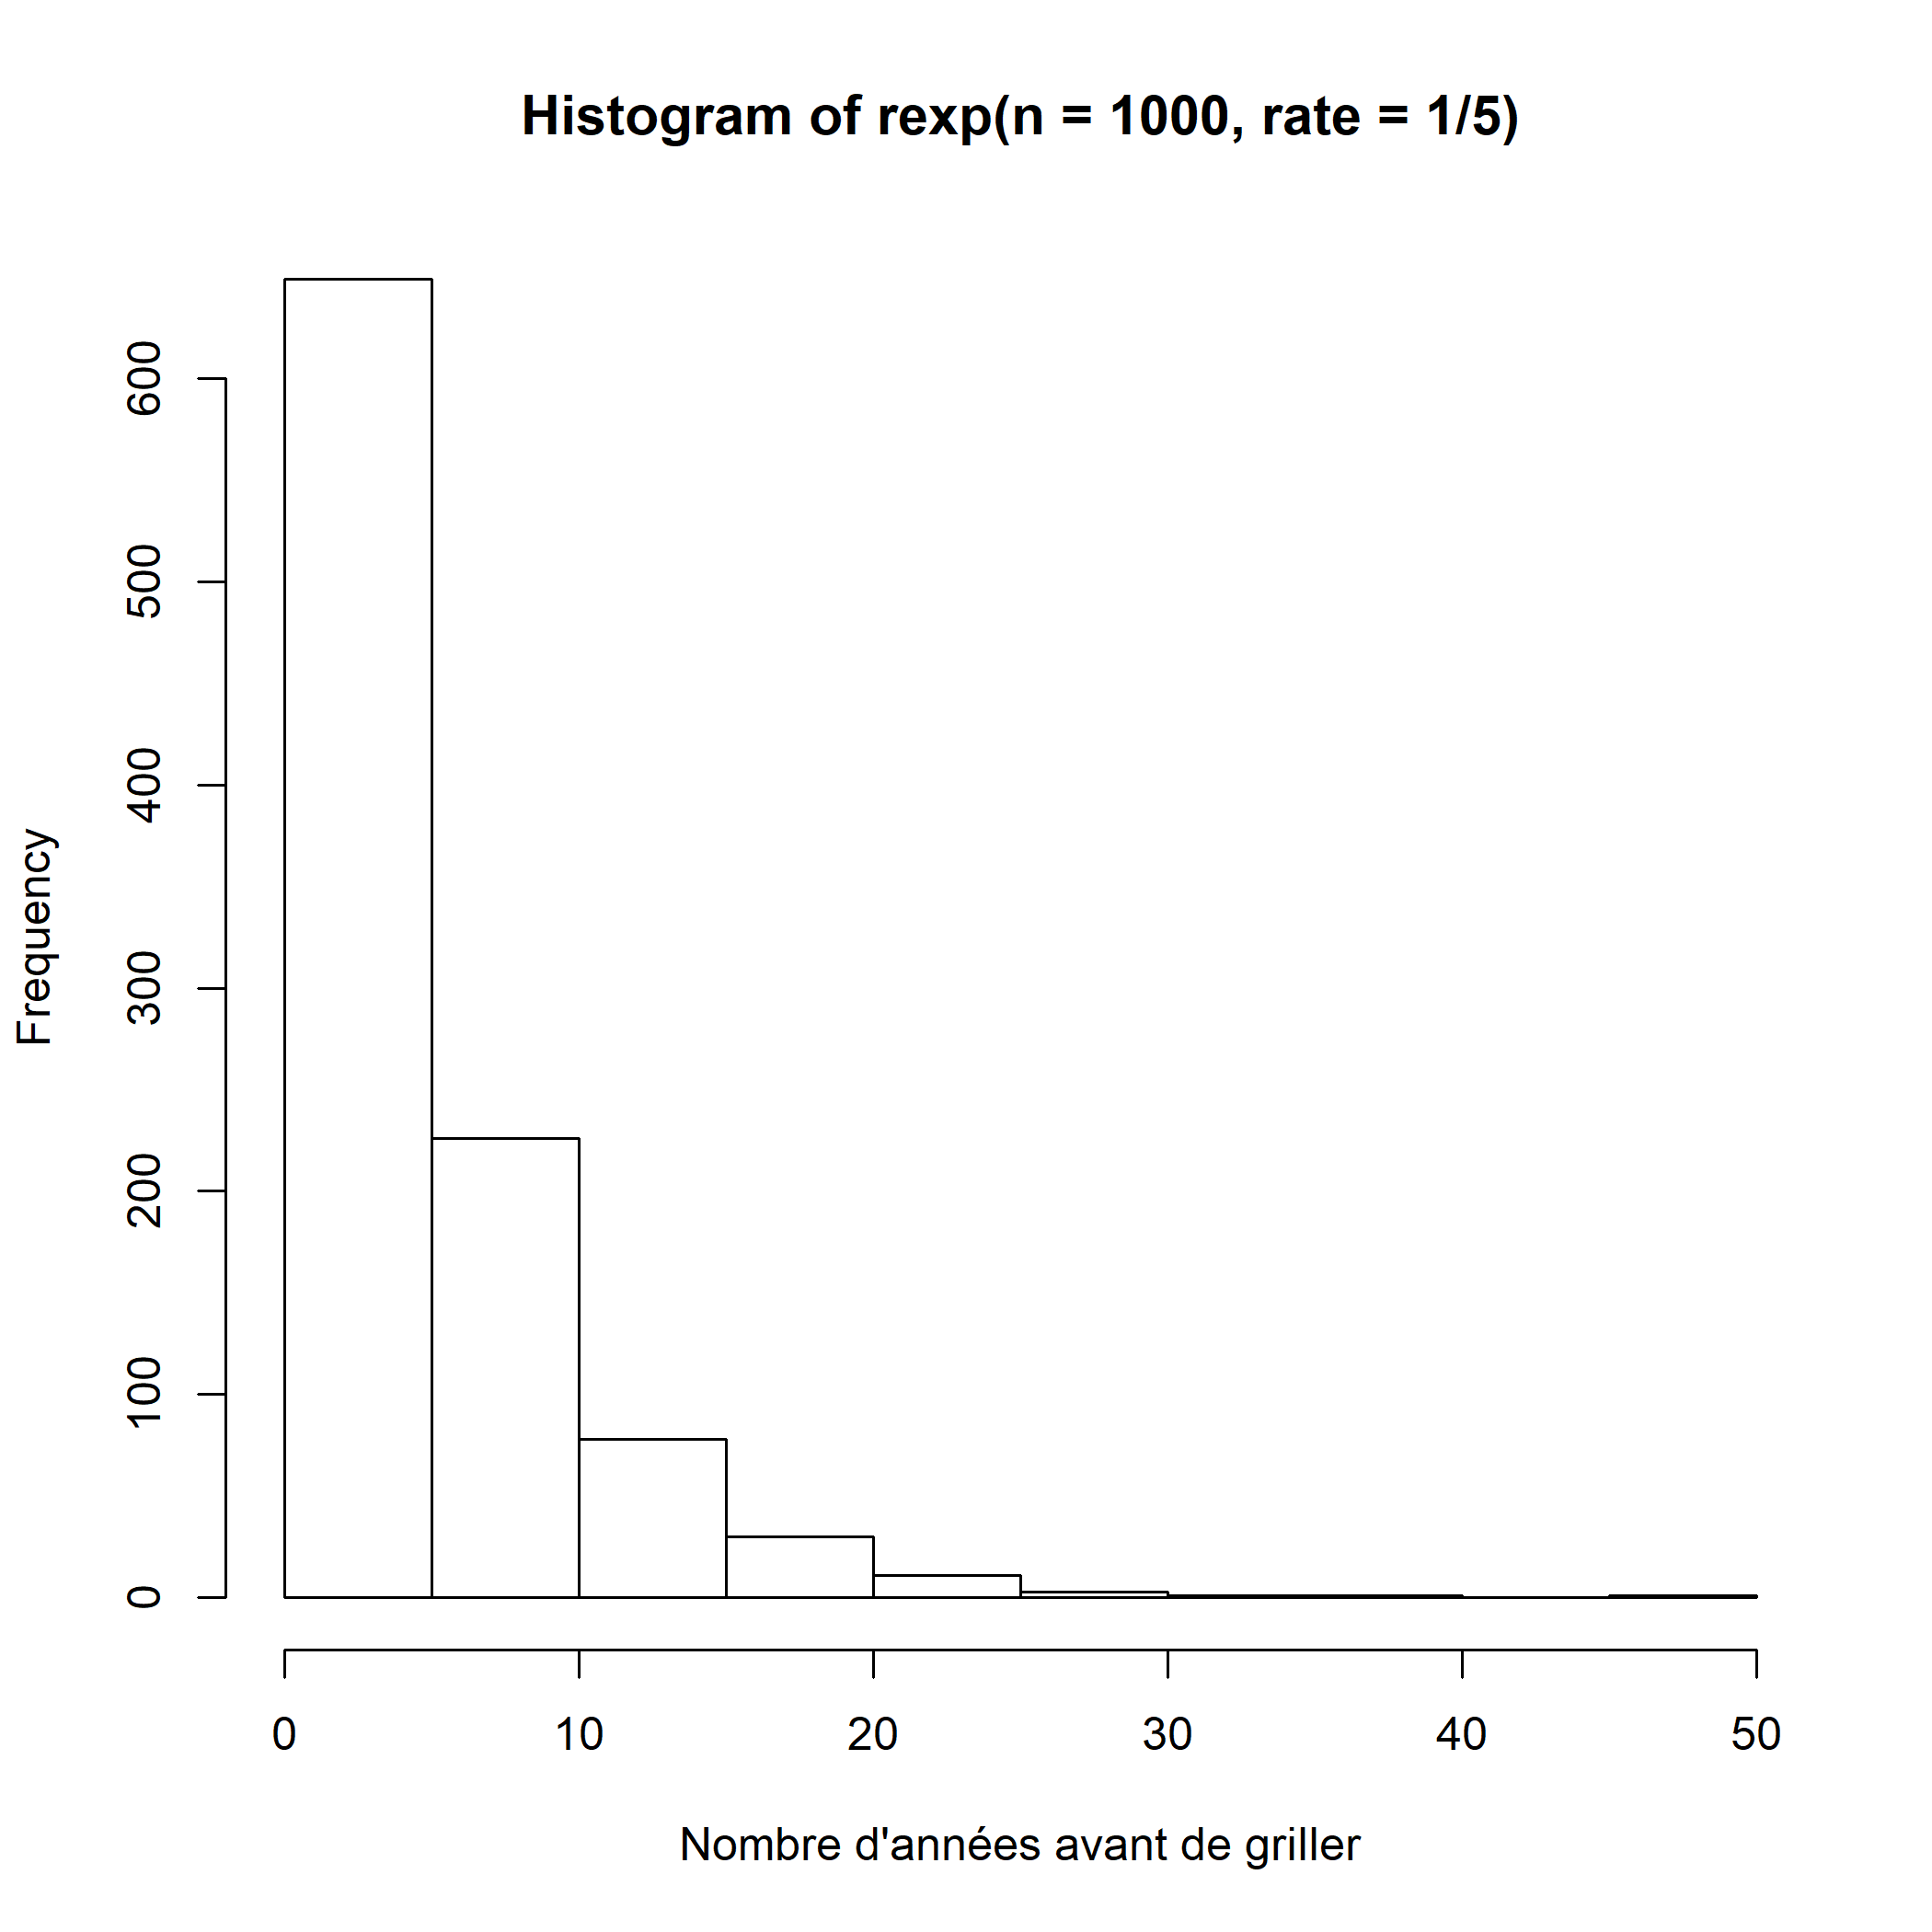 Histogram of rexp(n = 1000, rate = 1/5)
Frequency
600
500
400
300
200
100
0
0 10 20 30 40 50
Nombre d'années avant de griller